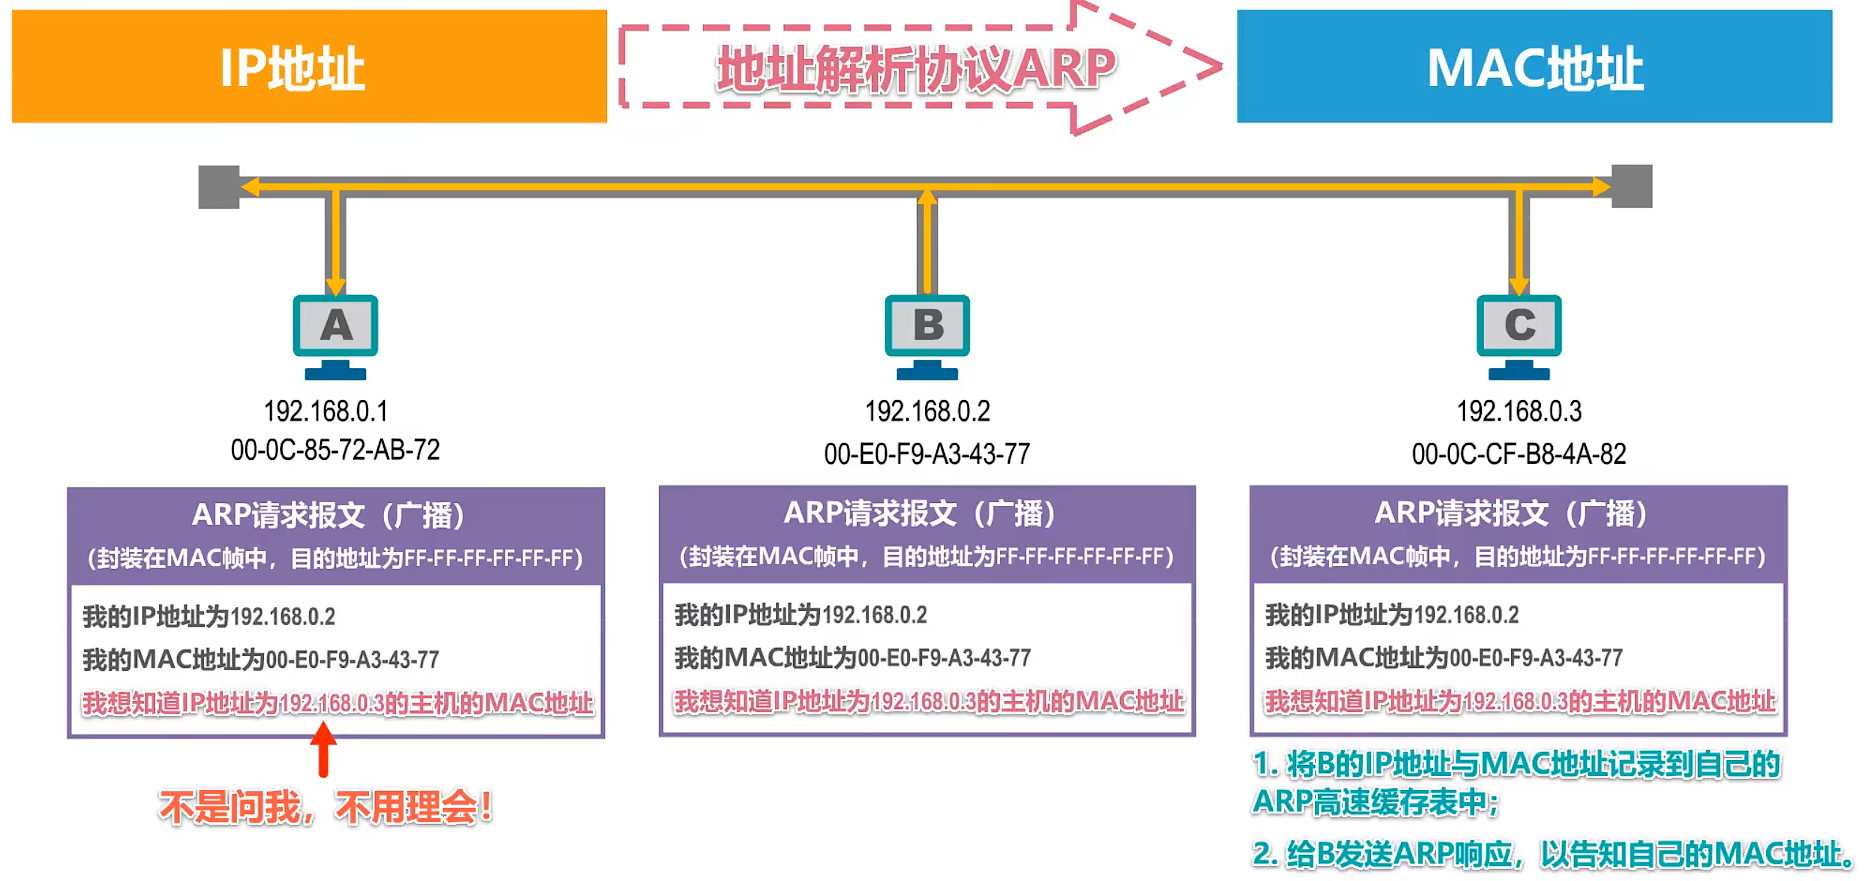 IP地址
地址解析协议ARP
MAC地址
A
B
C
192.168.0.1
00-0C-85-72-AB-72
192.168.0.2
00-E0-F9-A3-43-77
192.168.0.3
00-0C-CF-B8-4A-82
ARP请求报文（广播）
（封装在MAC帧中，目的地址为FF-FF-FF-FF-FF-FF）
我的IP地址为192.168.0.2
我的MAC地址为00-E0-F9-A3-43-77
我想知道IP地址为192.168.0.3的主机的MAC地址
不是问我，不用理会！
ARP请求报文（广播）
（封装在MAC帧中，目的地址为FF-FF-FF-FF-FF-FF）
我的IP地址为192.168.0.2
我的MAC地址为00-E0-F9-A3-43-77
我想知道IP地址为192.168.0.3的主机的MAC地址
ARP请求报文（广播）
（封装在MAC帧中，目的地址为FF-FF-FF-FF-FF-FF）
我的IP地址为192.168.0.2
我的MAC地址为00-E0-F9-A3-43-77
我想知道IP地址为192.168.0.3的主机的MAC地址
1. 将B的IP地址与MAC地址记录到自己的
ARP高速缓存表中；
2. 给B发送ARP响应，以告知自己的MAC地址。